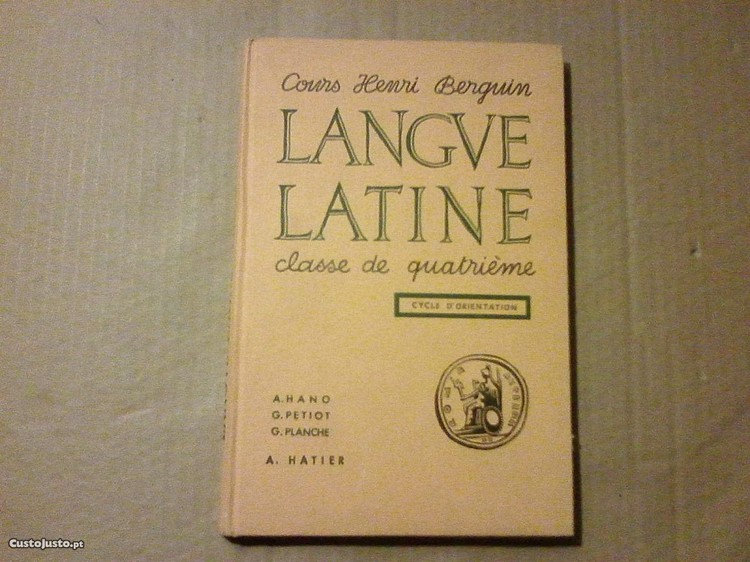 Cours Henri Berguin
LANGVE
LATINE
classe de quatrième
CYCLE D'ORIENTATION
A. HANO
G. PETIOT
G. PLANCHE
A. HATIER
CustoJusto.pt